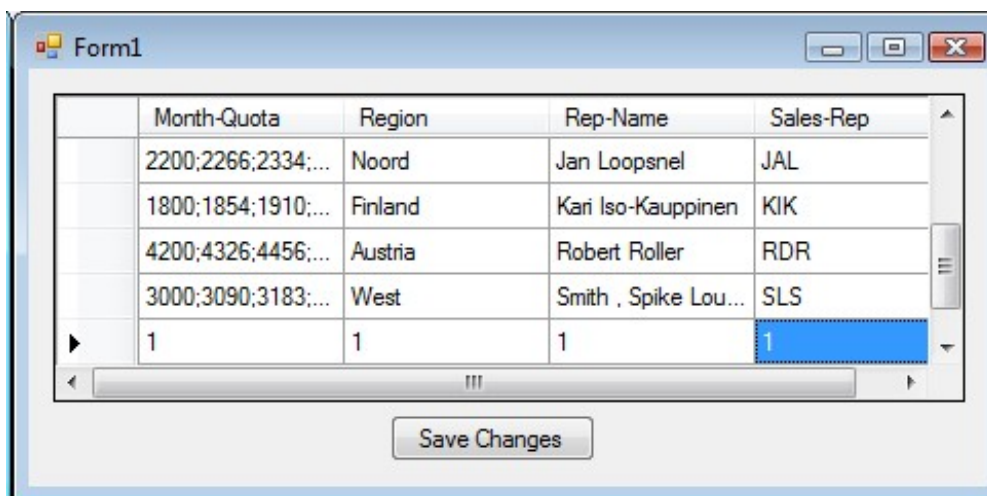 Form1
Month-Quota Region Rep-Name Sales-Rep
2200;2266;2334;... Noord Jan Loopsnel JAL
1800;1854;1910;... Finland Kari Iso-Kauppinen KIK
4200;4326;4456;... Austria Robert Roller RDR
3000;3090;3183;... West Smith , Spike Lou... SLS
1 1 1 1
Save Changes